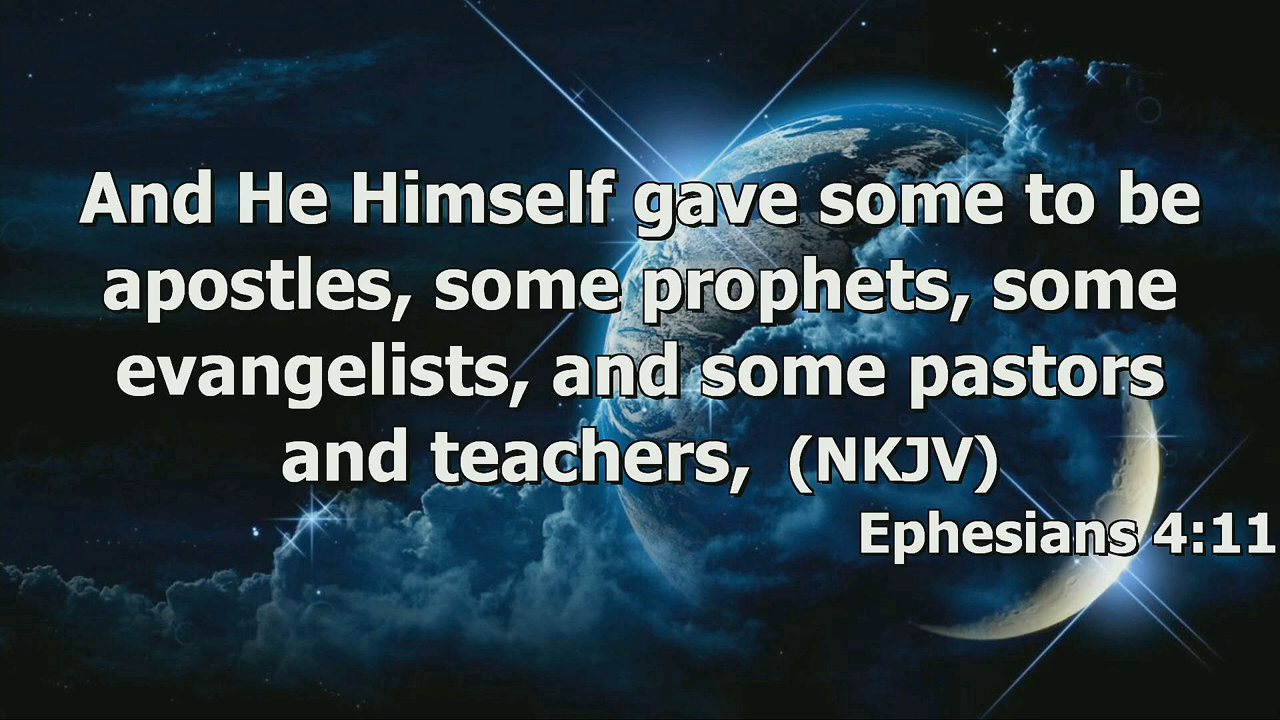 And He Himself gave some to be
apostles, some prophets, some
evangelists, and some pastors
and teachers,  (NKJV)
Ephesians 4:11